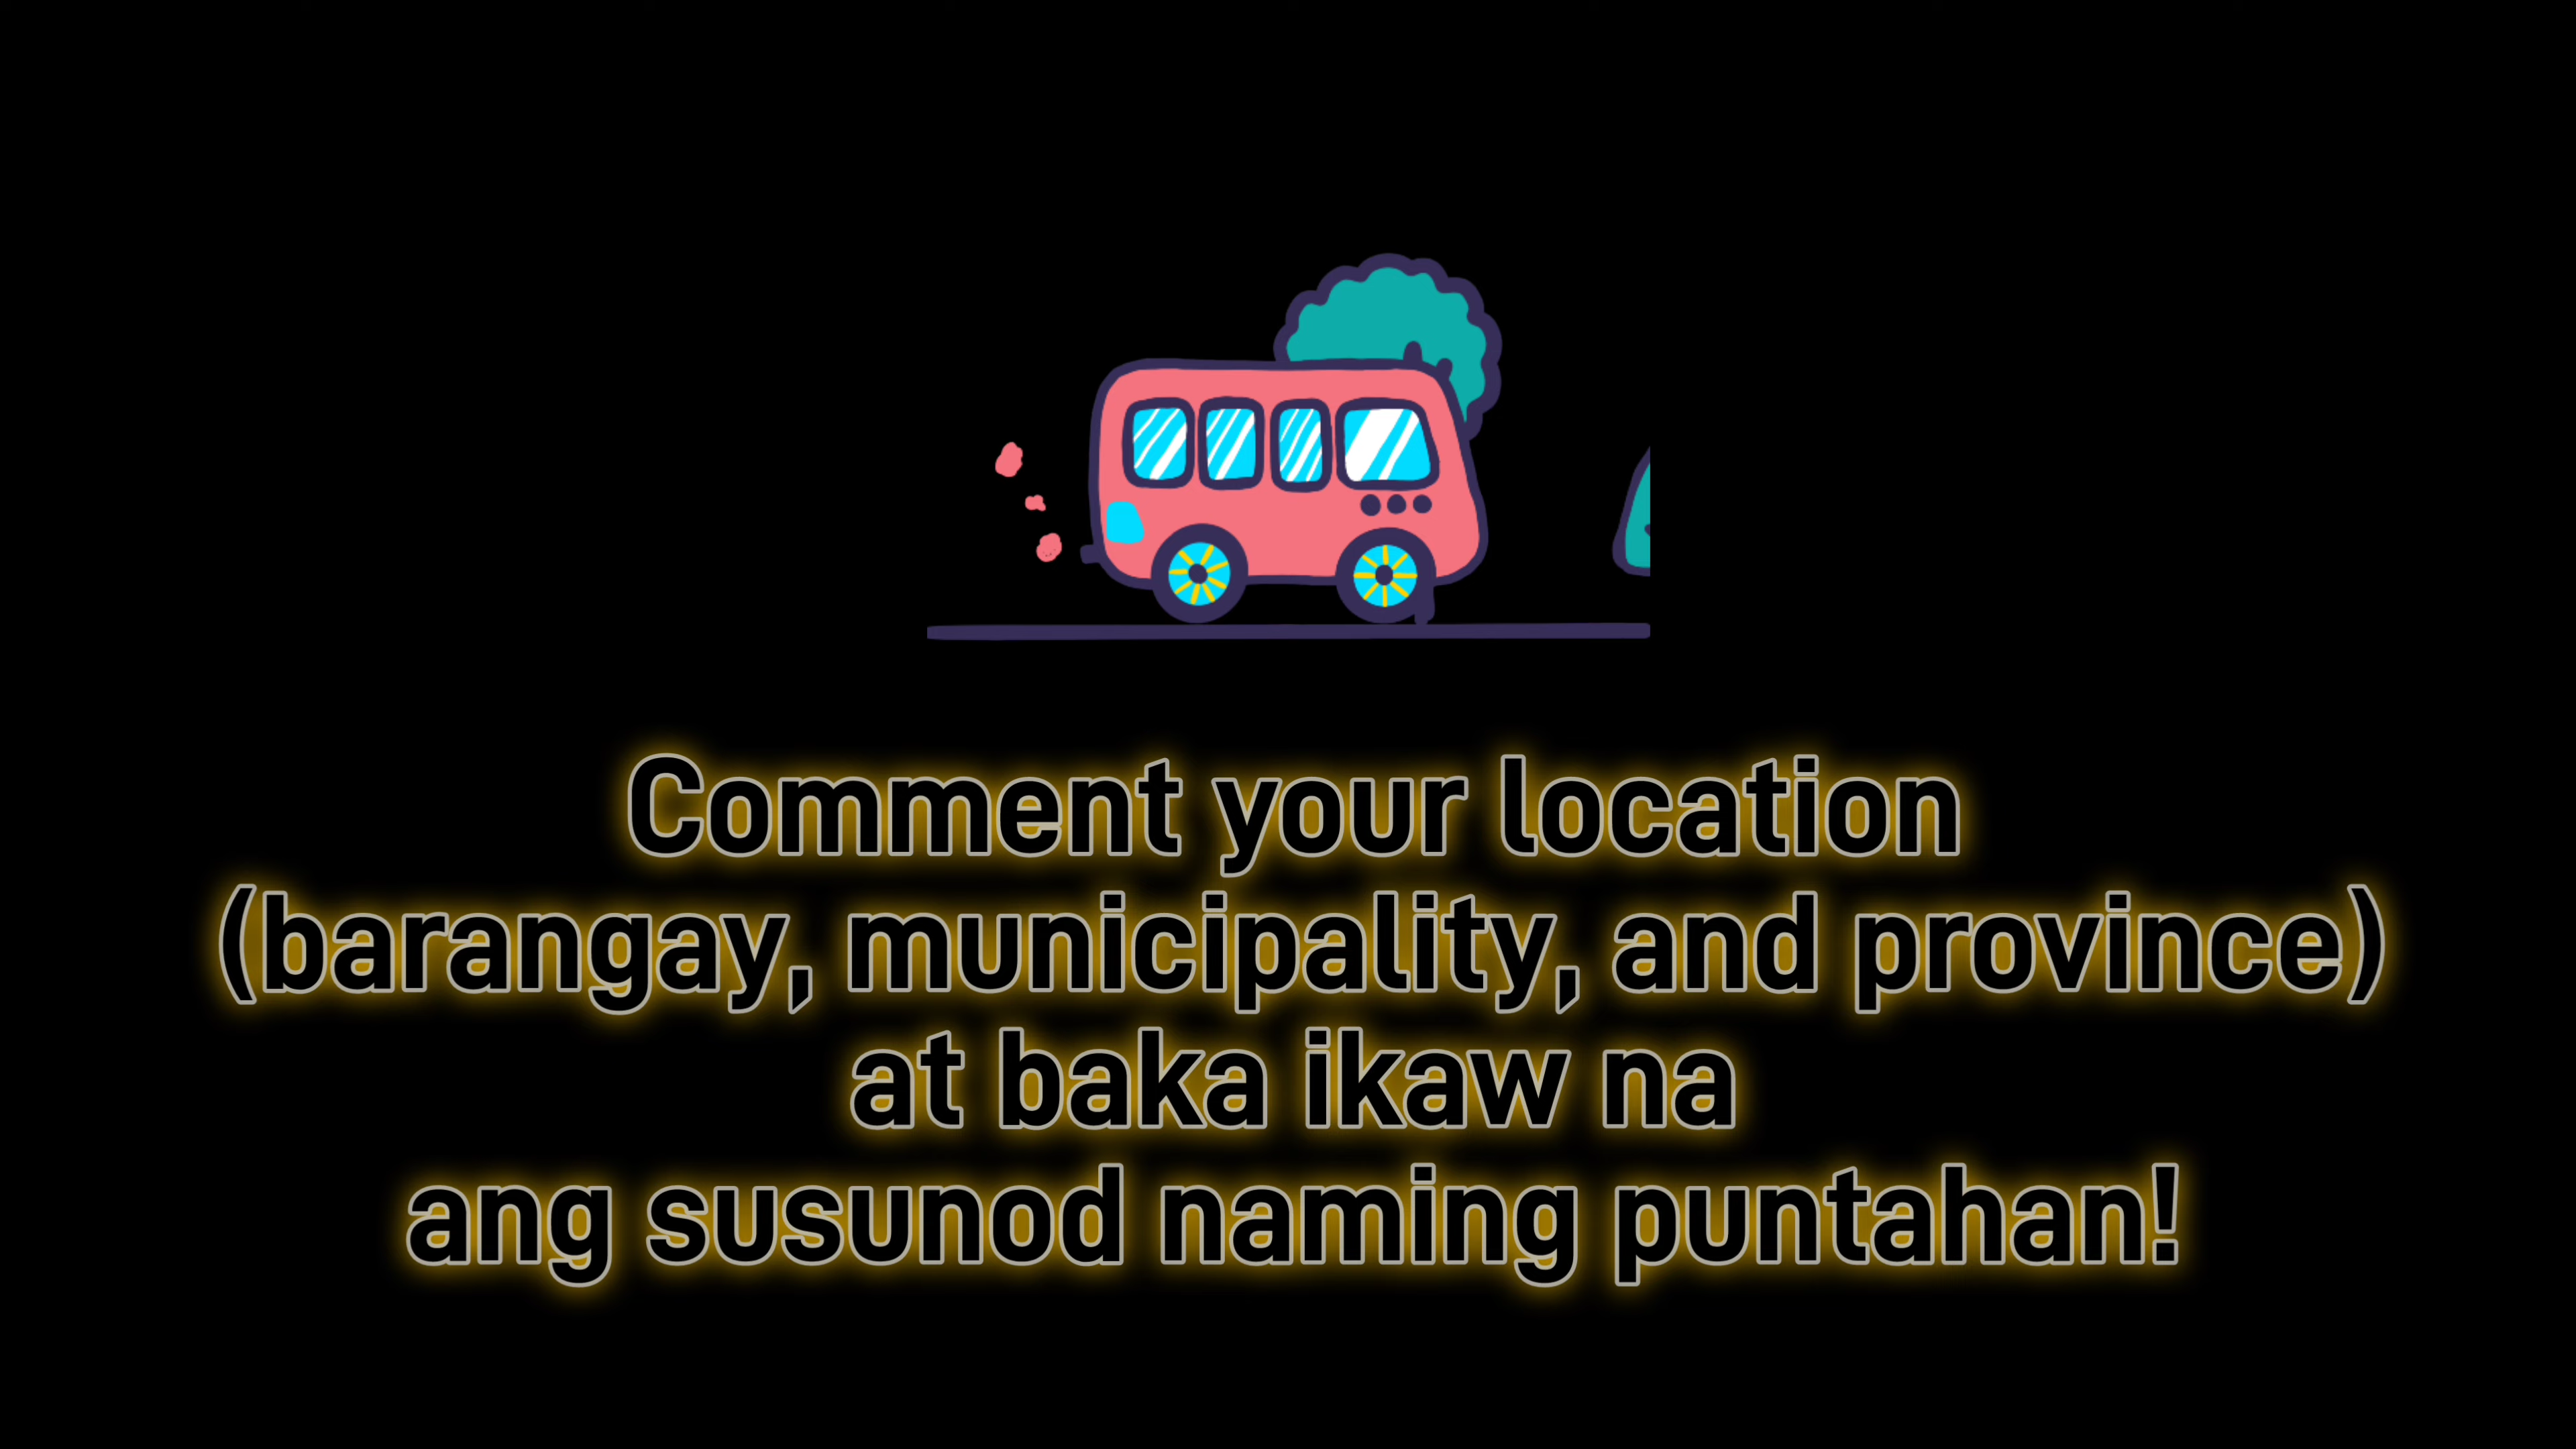 Comment your location
(barangay, municipality, and province)
at baka ikaw na
ang susunod naming puntahan!